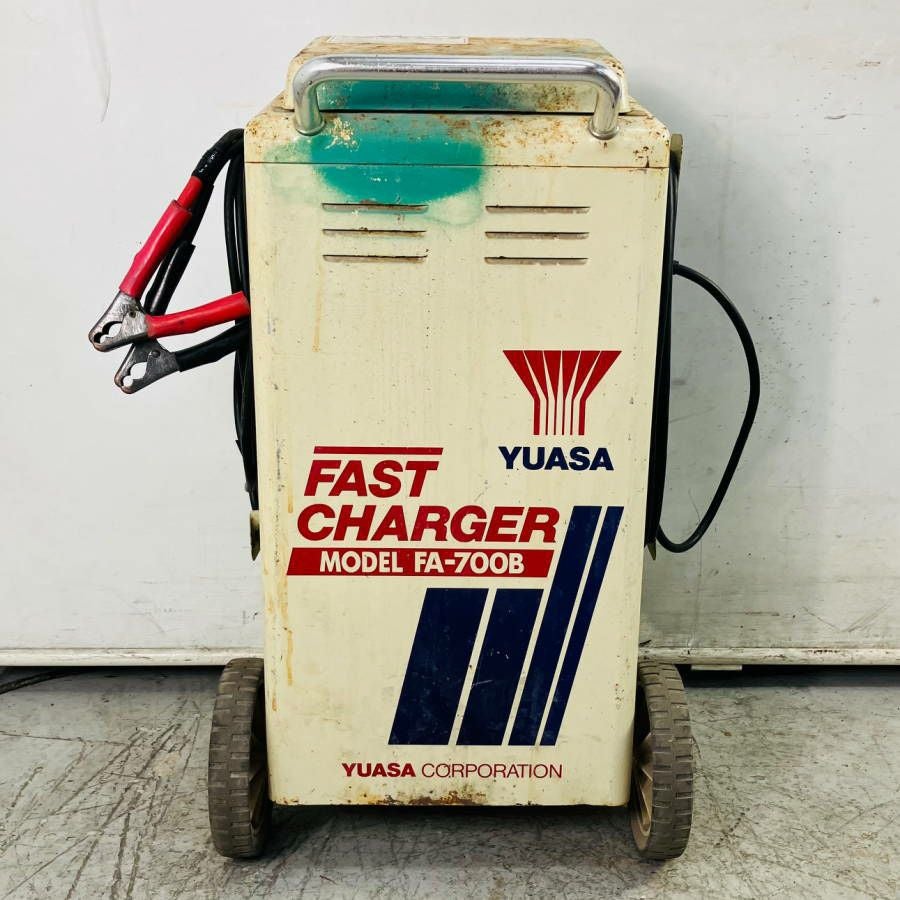 YUASA
FAST
CHARGER
MODEL FA-700B
YUASA CORPORATION